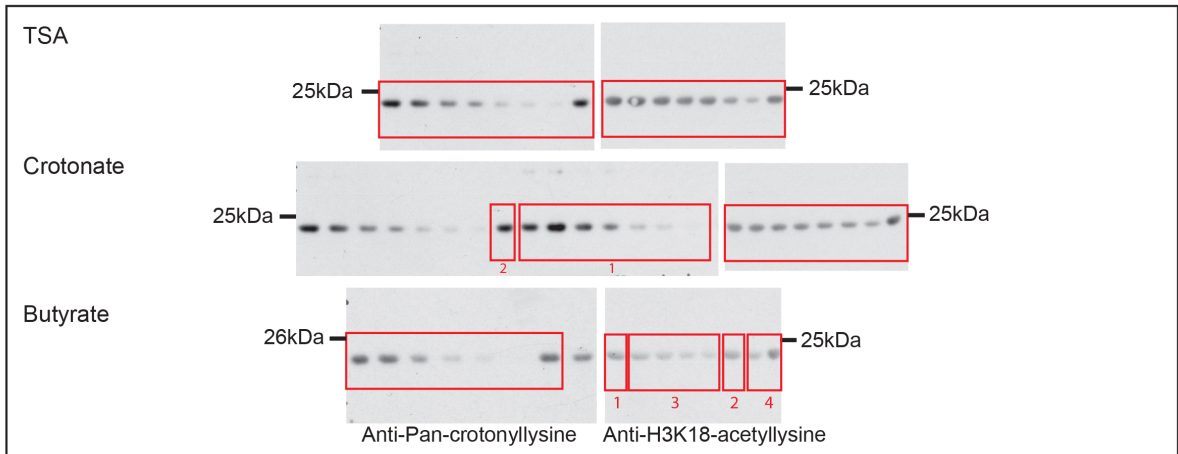 TSA
25kDa
25kDa
Crotonate
25kDa
25kDa
2
1
Butyrate
26kDa
25kDa
1
3
2
4
Anti-Pan-crotonyllysine
Anti-H3K18-acetyllysine